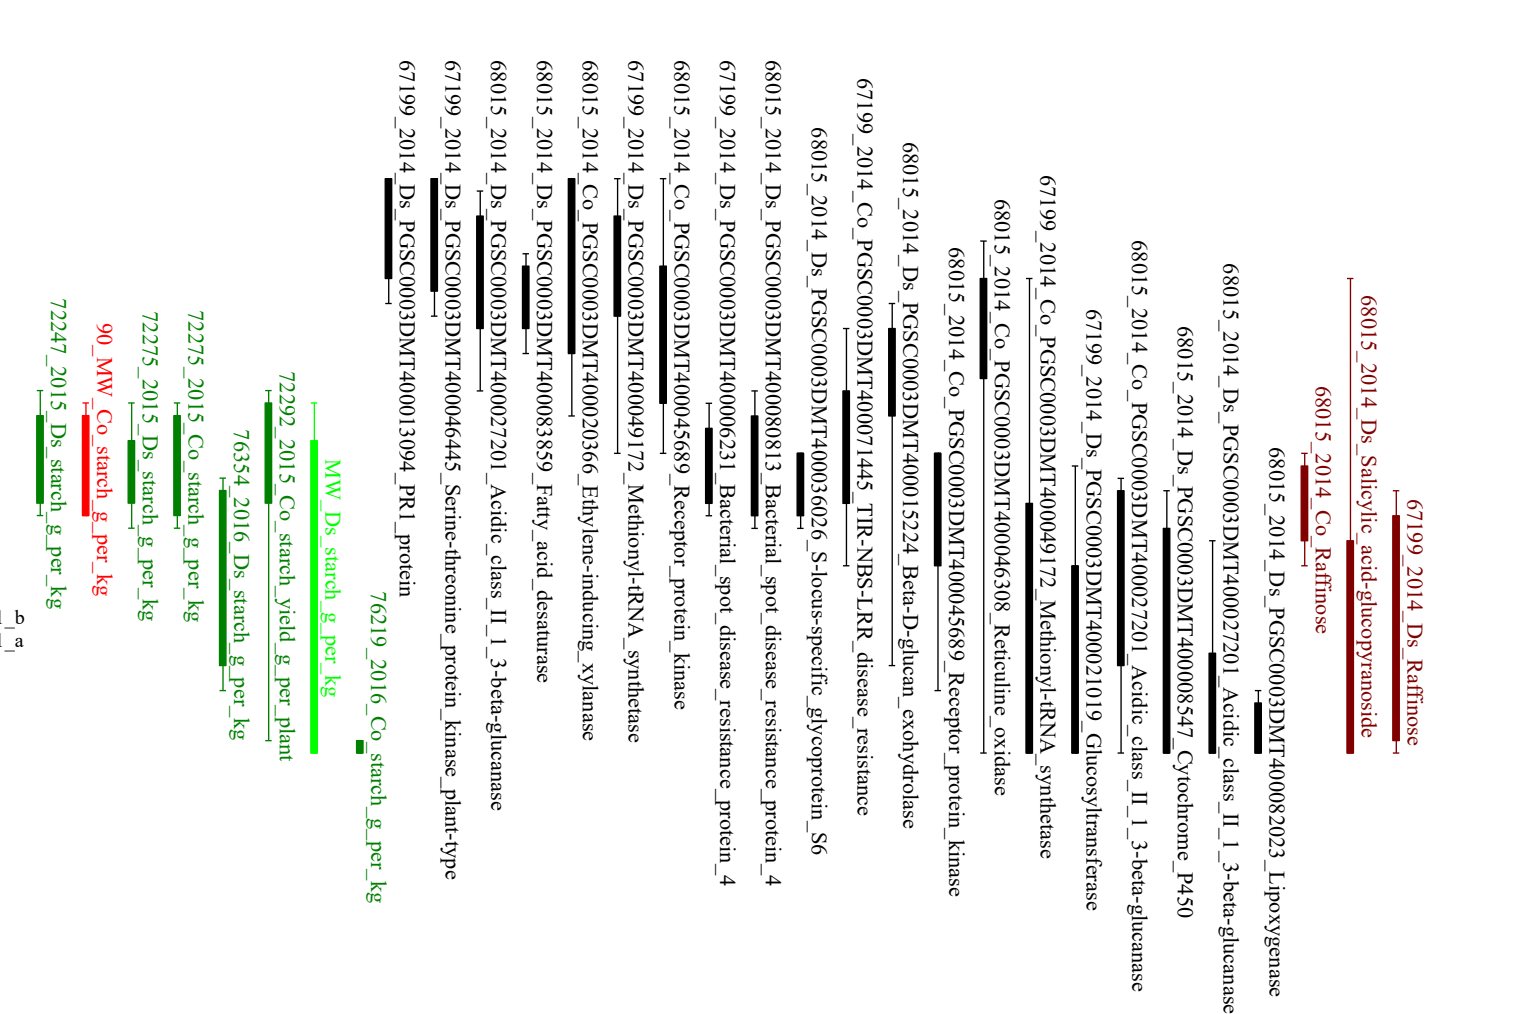 72247_2015_Ds_starch_g_per_kg
90_MW_Co_starch_g_per_kg
72275_2015_Ds_starch_g_per_kg
72275_2015_Co_starch_g_per_kg
76354_2016_Ds_starch_g_per_kg
72292_2015_Co_starch_yield_g_per_plant
MW_Ds_starch_g_per_kg
76219_2016_Co_starch_g_per_kg
67199_2014_Ds_PGSC0003DMT400013094_PR1_protein
67199_2014_Ds_PGSC0003DMT400046445_Serine-threonine_protein_kinase_plant-type
68015_2014_Ds_PGSC0003DMT400027201_Acidic_class_II_1_3-beta-glucanase
68015_2014_Ds_PGSC0003DMT400083859_Fatty_acid_desaturase
68015_2014_Co_PGSC0003DMT400020366_Ethylene-inducing_xylanase
67199_2014_Ds_PGSC0003DMT400049172_Methionyl-tRNA_synthetase
68015_2014_Co_PGSC0003DMT400045689_Receptor_protein_kinase
67199_2014_Ds_PGSC0003DMT400006231_Bacterial_spot_disease_resistance_protein_4
68015_2014_Ds_PGSC0003DMT400080813_Bacterial_spot_disease_resistance_protein_4
68015_2014_Ds_PGSC0003DMT400036026_S-locus-specific_glycoprotein_S6
67199_2014_Co_PGSC0003DMT400071445_TIR-NBS-LRR_disease_resistance
68015_2014_Ds_PGSC0003DMT400015224_Beta-D-glucan_exohydrolase
68015_2014_Co_PGSC0003DMT400045689_Receptor_protein_kinase
68015_2014_Co_PGSC0003DMT400046308_Reticuline_oxidase
67199_2014_Co_PGSC0003DMT400049172_Methionyl-tRNA_synthetase
67199_2014_Ds_PGSC0003DMT400021019_Glucosyltransferase
68015_2014_Co_PGSC0003DMT400027201_Acidic_class_II_1_3-beta-glucanase
68015_2014_Ds_PGSC0003DMT400008547_Cytochrome_P450
68015_2014_Ds_PGSC0003DMT400027201_Acidic_class_II_1_3-beta-glucanase
68015_2014_Ds_PGSC0003DMT400082023_Lipoxygenase
68015_2014_Co_Raffinose
68015_2014_Ds_Salicylic_acid-glucopyranoside
67199_2014_Ds_Raffinose
_b
_a